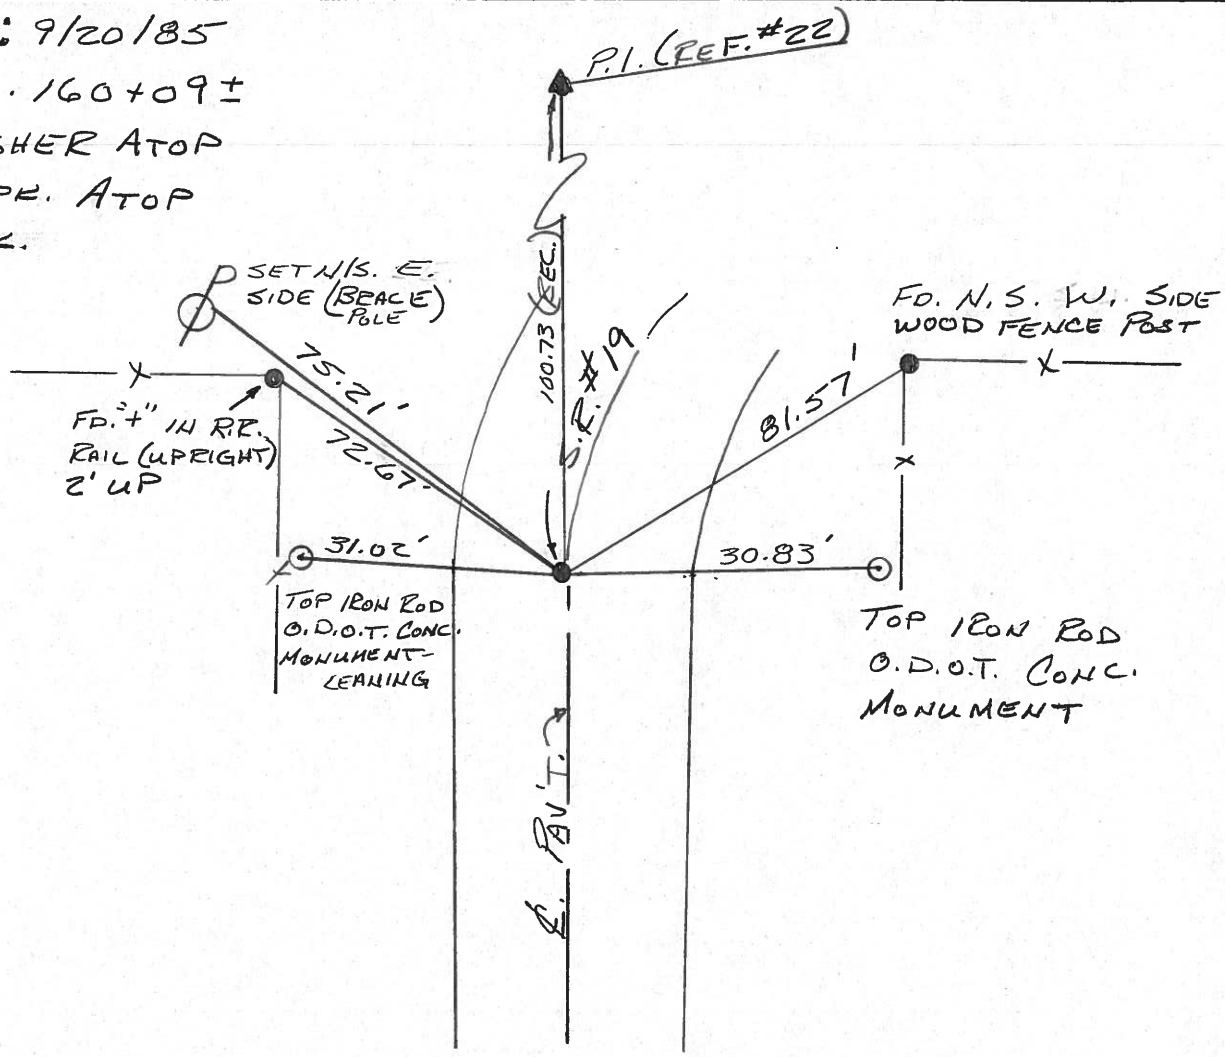 : 9/20/85
. 160+09±
SHER ATOP
PK. ATOP
K.
P.I. (REF. #22)
P
SET N/S. E.
SIDE (BRACE)
POLE
100.73 (REC.)
S.R. #19
FD. N. S. W. SIDE
WOOD FENCE POST
X
X
X
75.21'
72.67'
81.57'
FD. "+" IN R.R.
RAIL (UPRIGHT)
2' UP
31.02'
30.83'
TOP IRON ROD
O.D.O.T. CONC.
MONUMENT-
LEANING
TOP IRON ROD
O.D.O.T. CONC.
MONUMENT
℄. PAV'T.